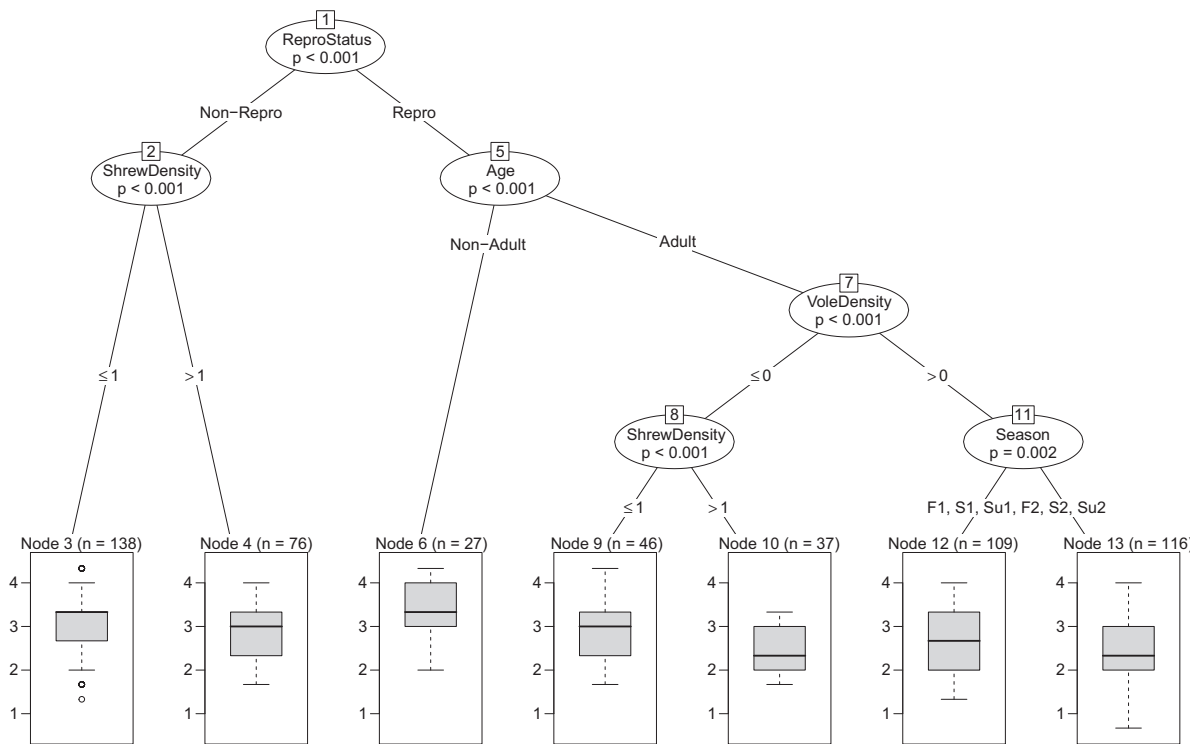 1
ReproStatus
p < 0.001
Non−Repro
Repro
2
ShrewDensity
p < 0.001
5
Age
p < 0.001
Non−Adult
Adult
7
VoleDensity
p < 0.001
≤ 1
> 1
≤ 0
> 0
8
ShrewDensity
p < 0.001
11
Season
p = 0.002
≤ 1
> 1
F1, S1, Su1, F2, S2, Su2
Node 3 (n = 138)
1
2
3
4
Node 4 (n = 76)
1
2
3
4
Node 6 (n = 27)
1
2
3
4
Node 9 (n = 46)
1
2
3
4
Node 10 (n = 37)
1
2
3
4
Node 12 (n = 109)
1
2
3
4
Node 13 (n = 116)
1
2
3
4